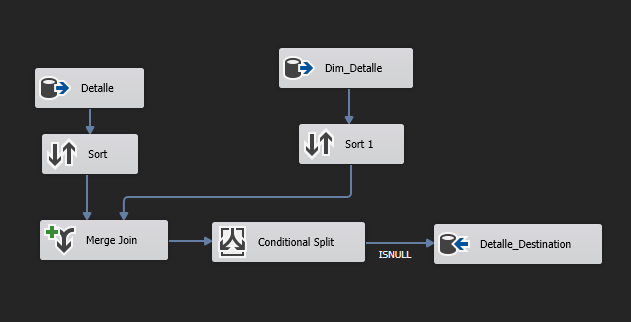 Dim_Detalle
Detalle
Sort 1
Sort
Merge Join
Conditional Split
Detalle_Destination
ISNULL